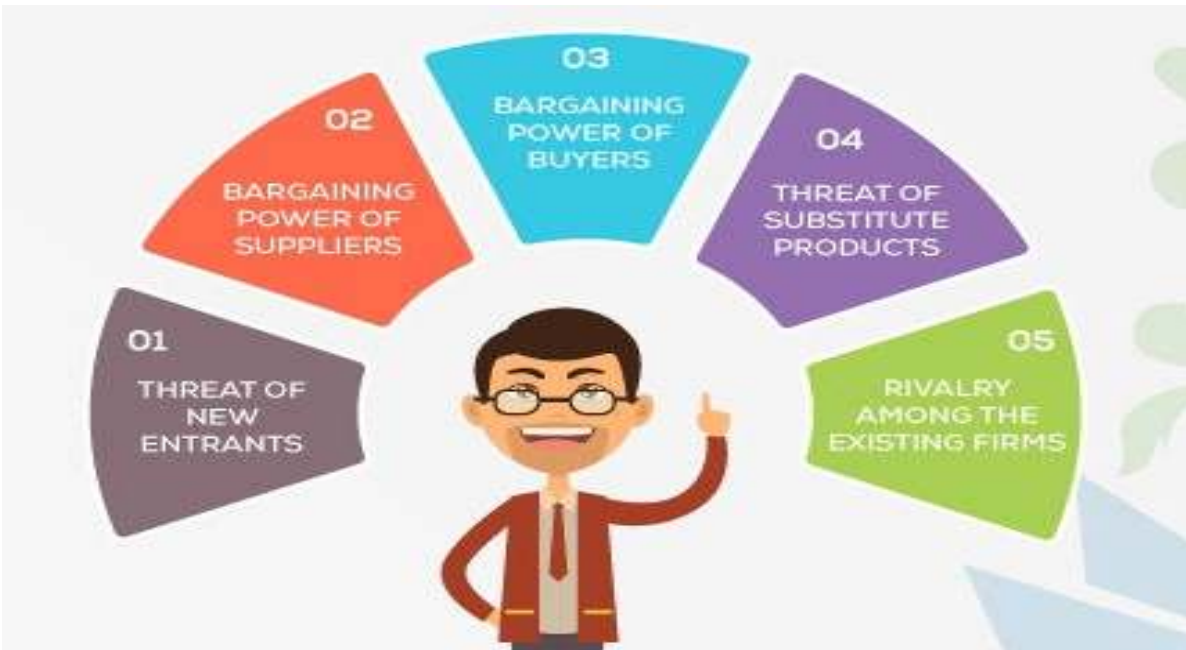 01
THREAT OF
NEW
ENTRANTS
02
BARGAINING
POWER OF
SUPPLIERS
03
BARGAINING
POWER OF
BUYERS
04
THREAT OF
SUBSTITUTE
PRODUCTS
05
RIVALRY
AMONG THE
EXISTING FIRMS